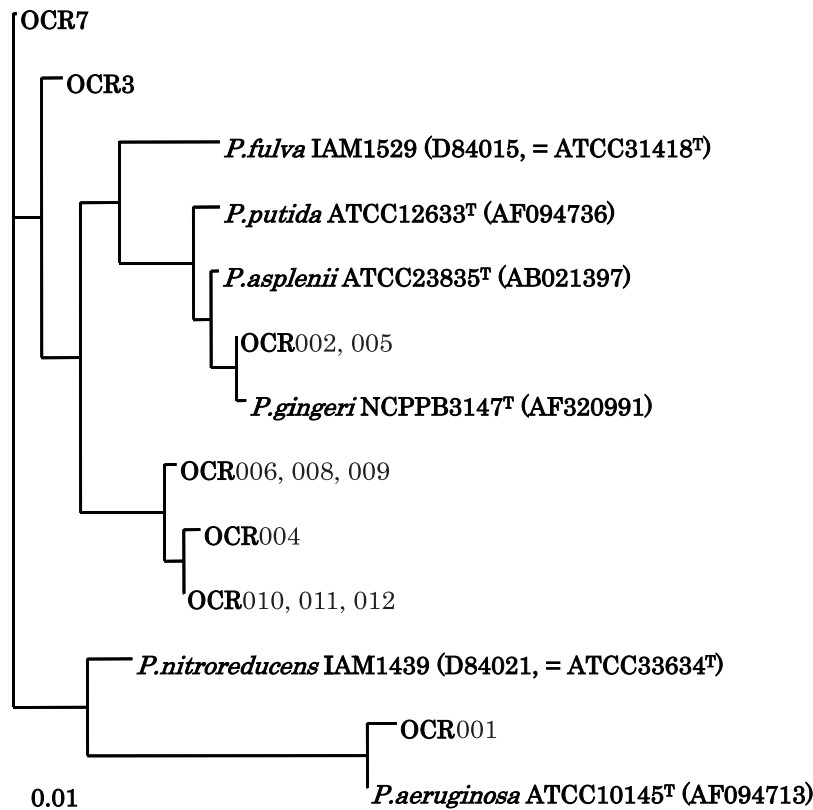 OCR7
OCR3
P.fulva IAM1529 (D84015, = ATCC31418ᵀ)
P.putida ATCC12633ᵀ (AF094736)
P.asplenii ATCC23835ᵀ (AB021397)
OCR002, 005
P.gingeri NCPPB3147ᵀ (AF320991)
OCR006, 008, 009
OCR004
OCR010, 011, 012
P.nitroreducens IAM1439 (D84021, = ATCC33634ᵀ)
OCR001
P.aeruginosa ATCC10145ᵀ (AF094713)
0.01